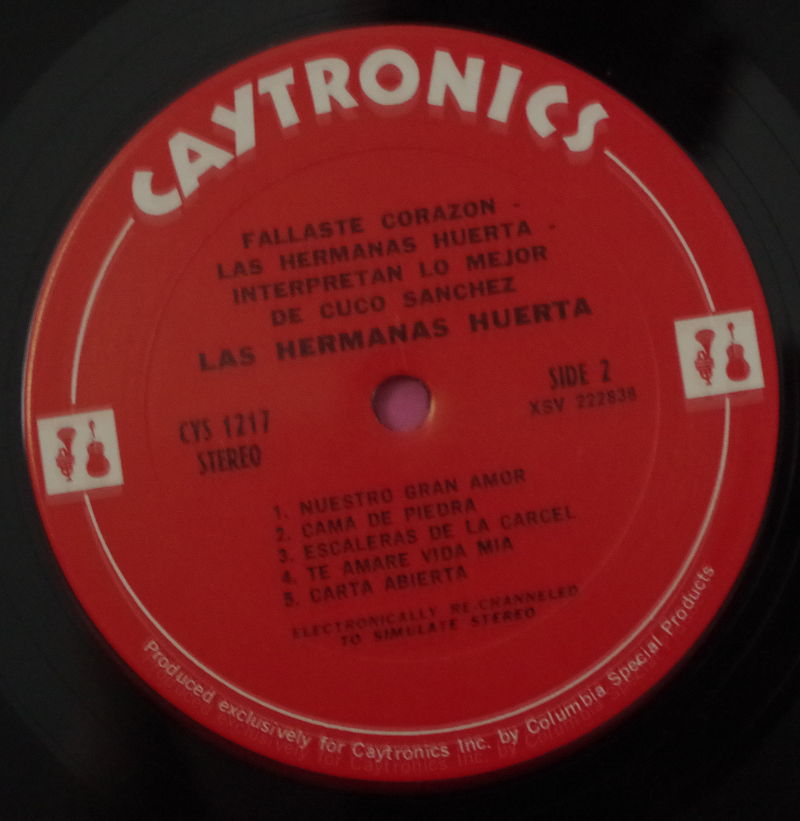 CAYTRONICS
FALLASTE CORAZON -
LAS HERMANAS HUERTA -
INTERPRETAN LO MEJOR
DE CUCO SANCHEZ
LAS HERMANAS HUERTA
CYS 1217
STEREO
SIDE 2
XSV 222838
1. NUESTRO GRAN AMOR
2. CAMA DE PIEDRA
3. ESCALERAS DE LA CARCEL
4. TE AMARE VIDA MIA
5. CARTA ABIERTA
ELECTRONICALLY RE-CHANNELED
TO SIMULATE STEREO
Produced exclusively for Caytronics Inc. by Columbia Special Products